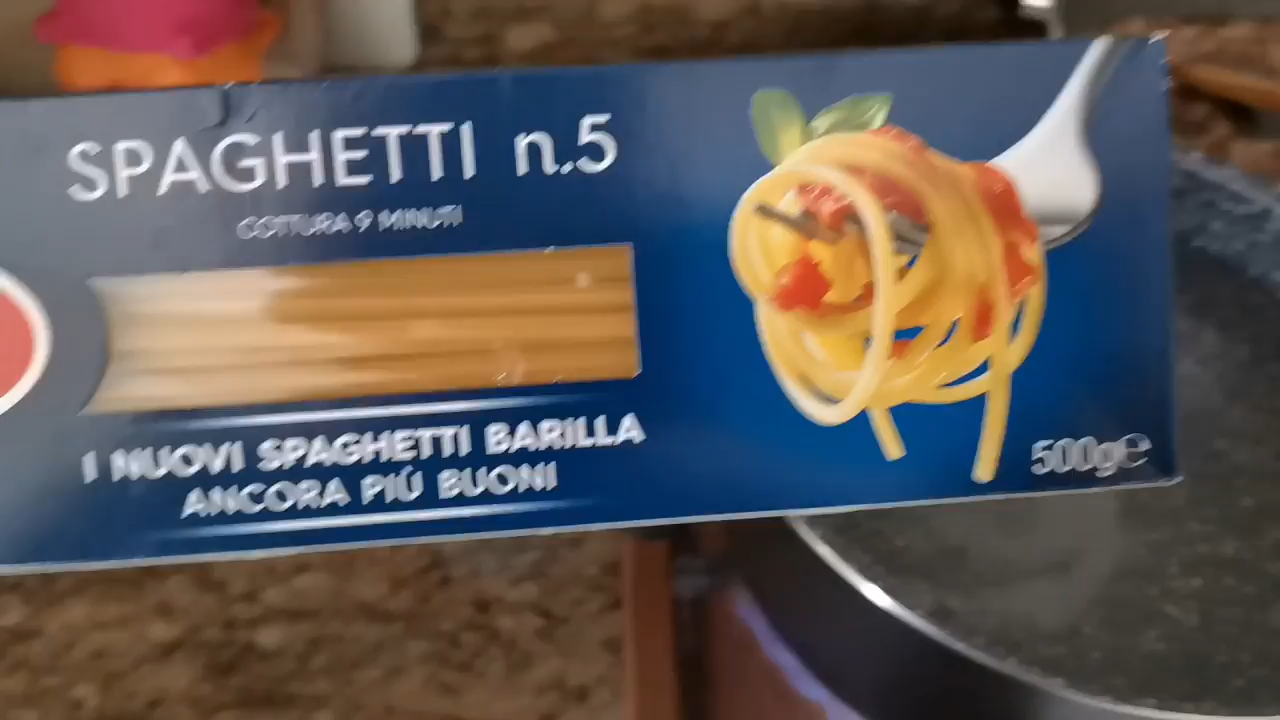 SPAGHETTI n.5
COTTURA 9 MINUTI
I NUOVI SPAGHETTI BARILLA
ANCORA PIÚ BUONI
500g℮